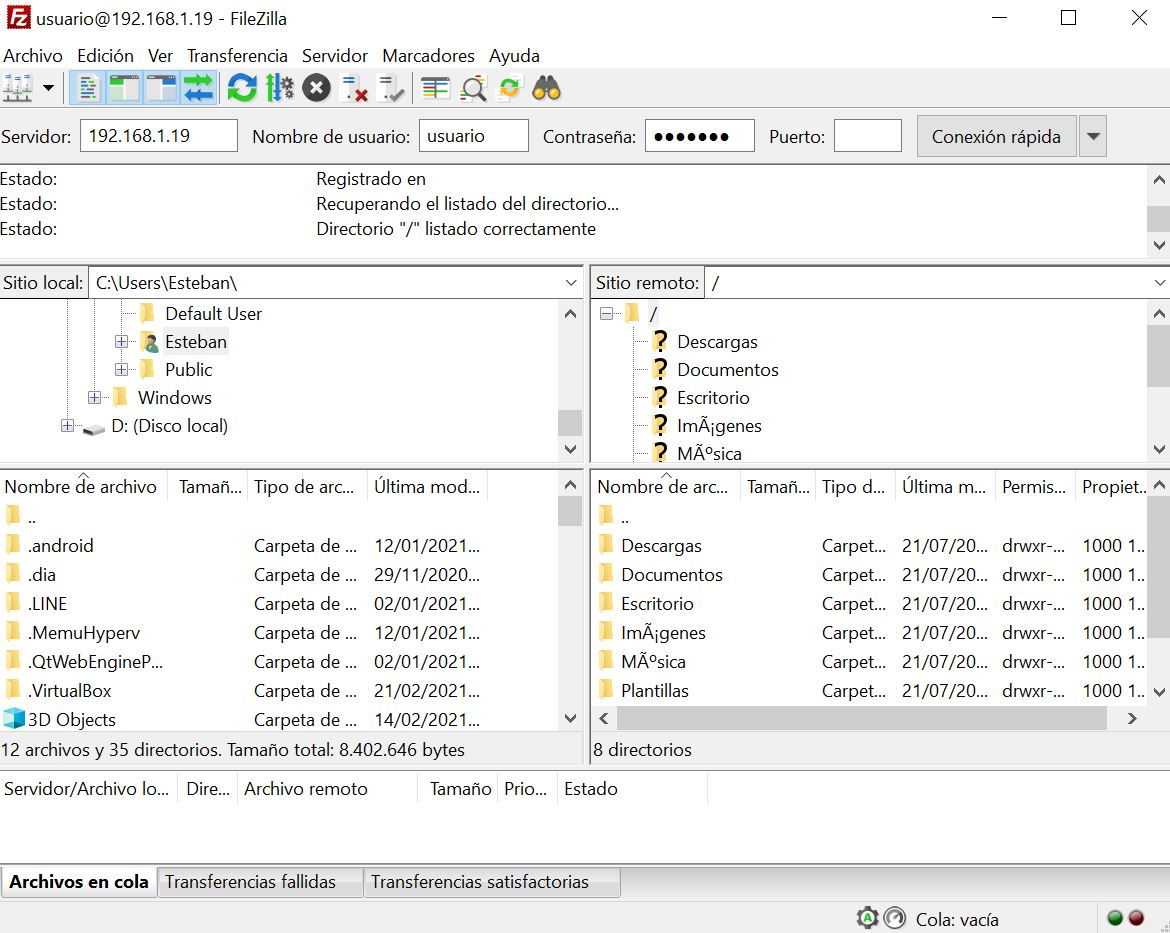 usuario@192.168.1.19 - FileZilla
Archivo Edición Ver Transferencia Servidor Marcadores Ayuda
Servidor: 192.168.1.19 Nombre de usuario: usuario Contraseña: ●●●●●●● Puerto: Conexión rápida
Estado: Registrado en
Estado: Recuperando el listado del directorio...
Estado: Directorio "/" listado correctamente
Sitio local: C:\Users\Esteban\
Default User
Esteban
Public
Windows
D: (Disco local)
Sitio remoto: /
/
Descargas
Documentos
Escritorio
ImÃ¡genes
MÃºsica
Nombre de archivo Tamañ... Tipo de arc... Última mod...
..
.android Carpeta de ... 12/01/2021...
.dia Carpeta de ... 29/11/2020...
.LINE Carpeta de ... 02/01/2021...
.MemuHyperv Carpeta de ... 12/01/2021...
.QtWebEngineP... Carpeta de ... 02/01/2021...
.VirtualBox Carpeta de ... 21/02/2021...
3D Objects Carpeta de ... 14/02/2021...
12 archivos y 35 directorios. Tamaño total: 8.402.646 bytes
Nombre de arc... Tamañ... Tipo d... Última m... Permis... Propiet..
..
Descargas Carpet... 21/07/20... drwxr-... 1000 1..
Documentos Carpet... 21/07/20... drwxr-... 1000 1..
Escritorio Carpet... 21/07/20... drwxr-... 1000 1..
ImÃ¡genes Carpet... 21/07/20... drwxr-... 1000 1..
MÃºsica Carpet... 21/07/20... drwxr-... 1000 1..
Plantillas Carpet... 21/07/20... drwxr-... 1000 1..
8 directorios
Servidor/Archivo lo... Dire... Archivo remoto Tamaño Prio... Estado
Archivos en cola Transferencias fallidas Transferencias satisfactorias
Cola: vacía